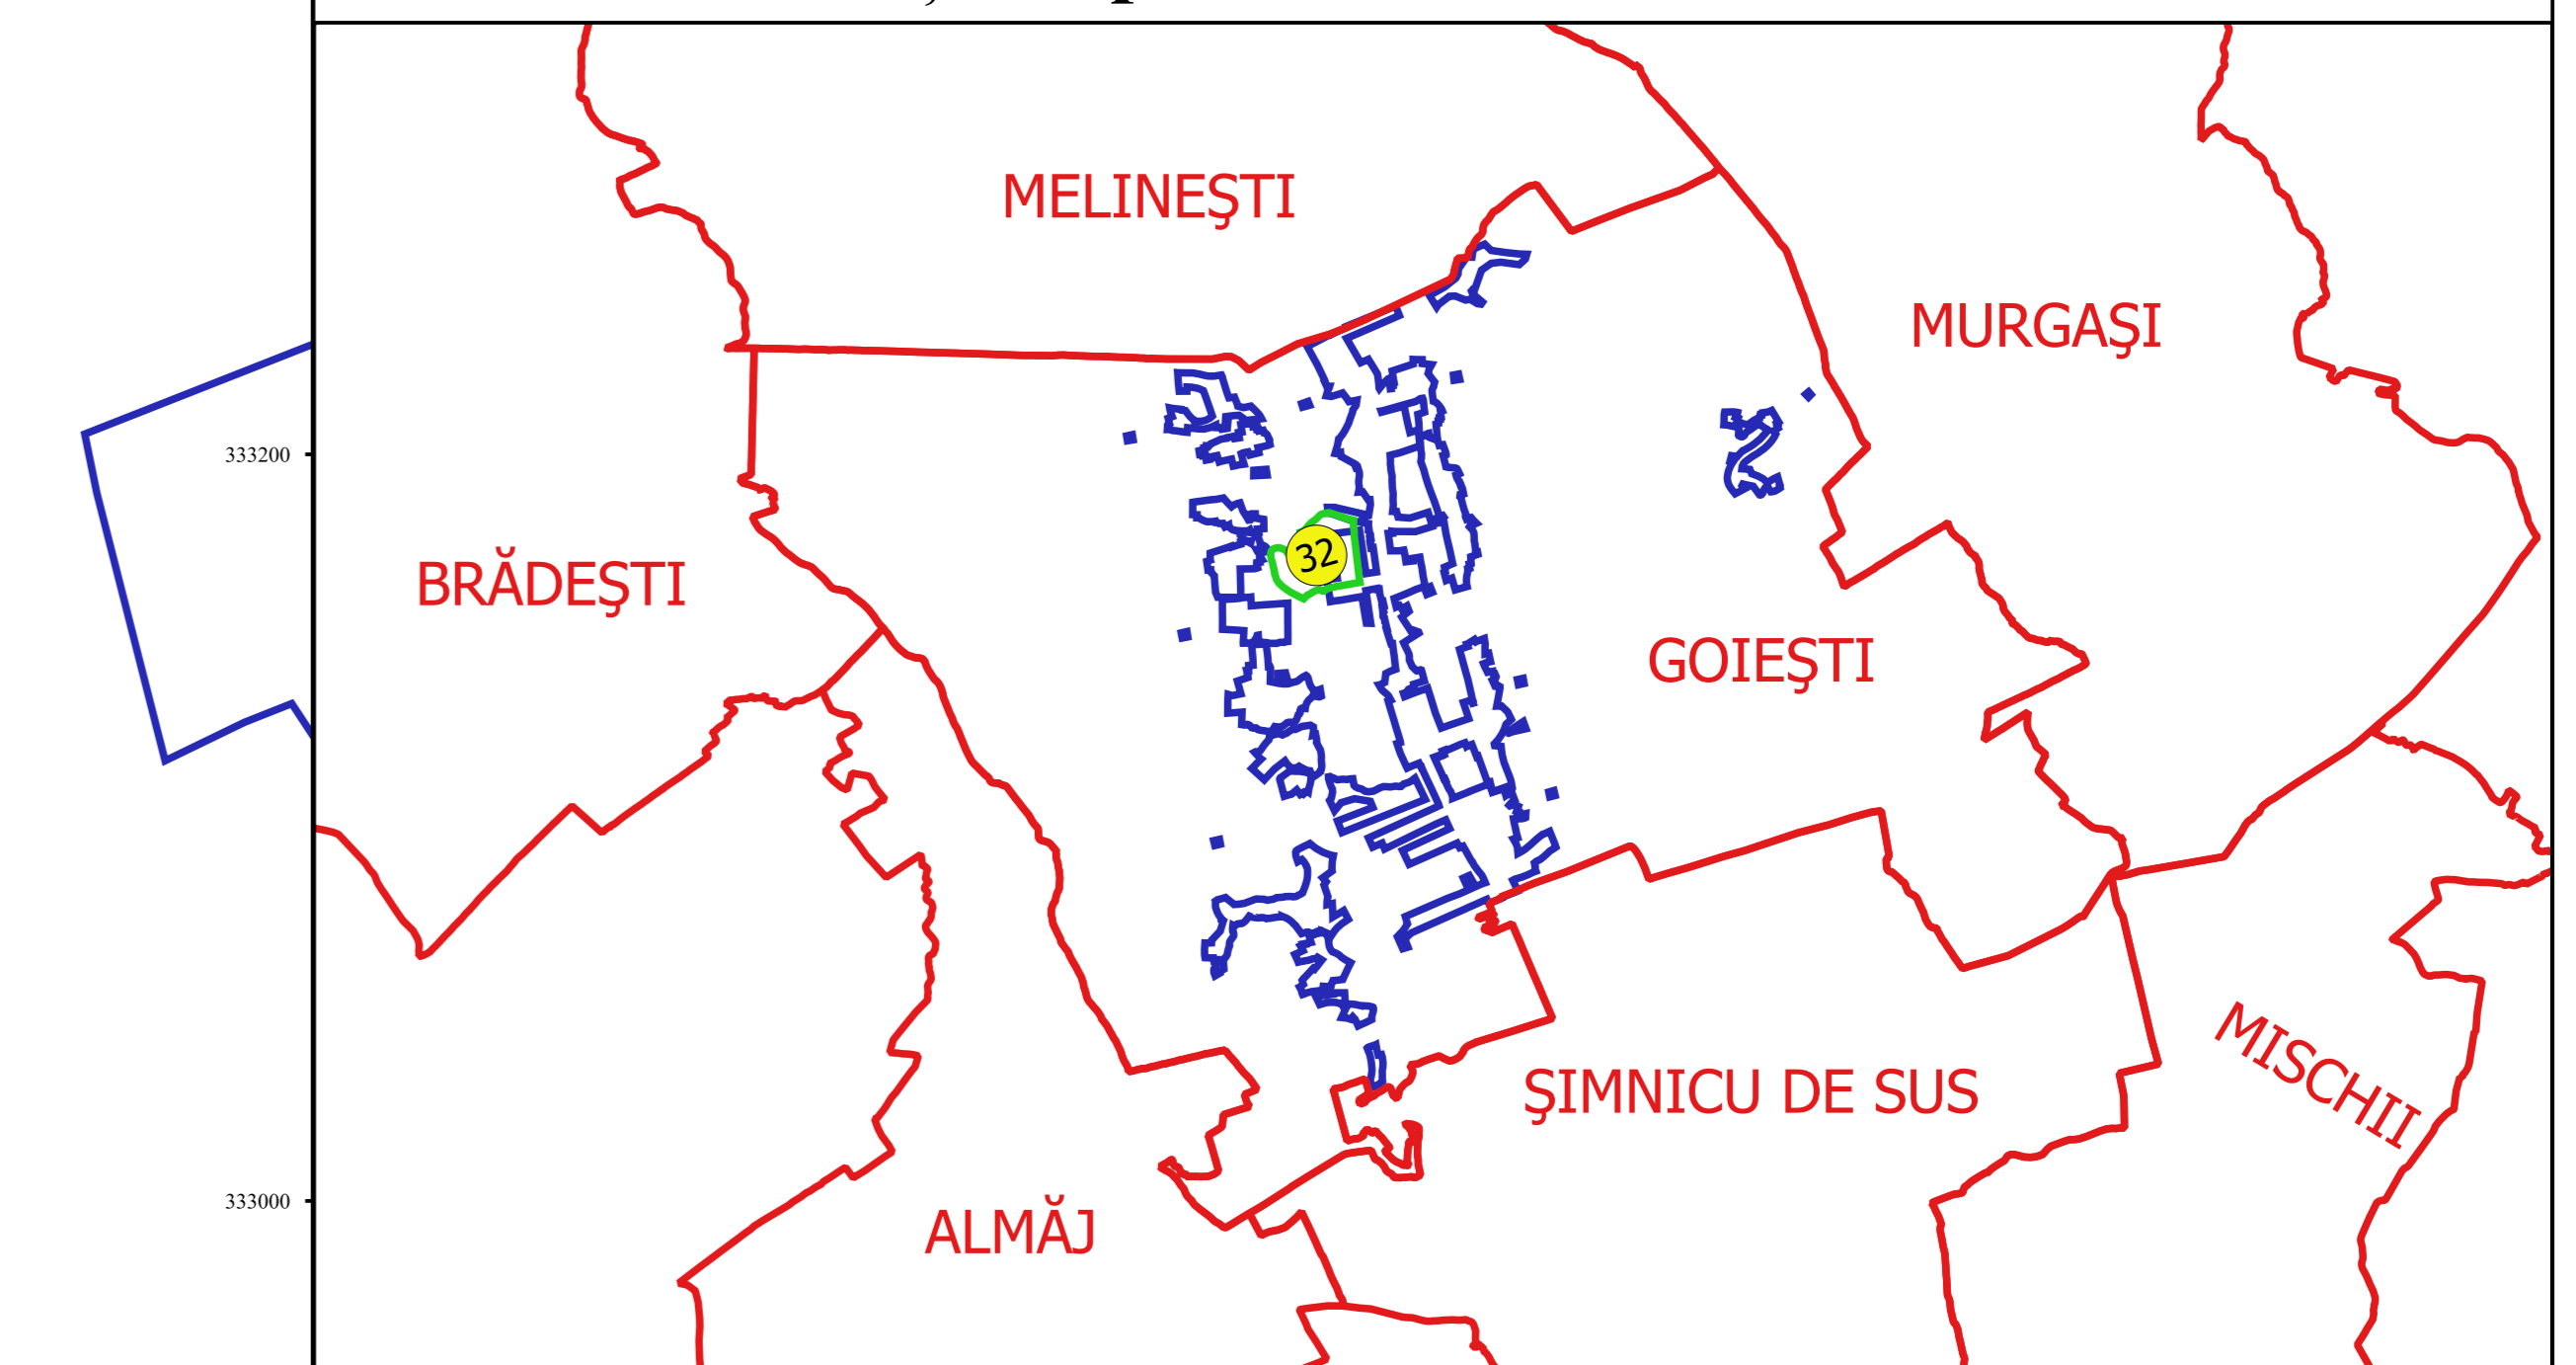 MELINEŞTI
MURGAŞI
333200
32
BRĂDEŞTI
GOIEŞTI
MISCHII
ŞIMNICU DE SUS
333000
ALMĂJ